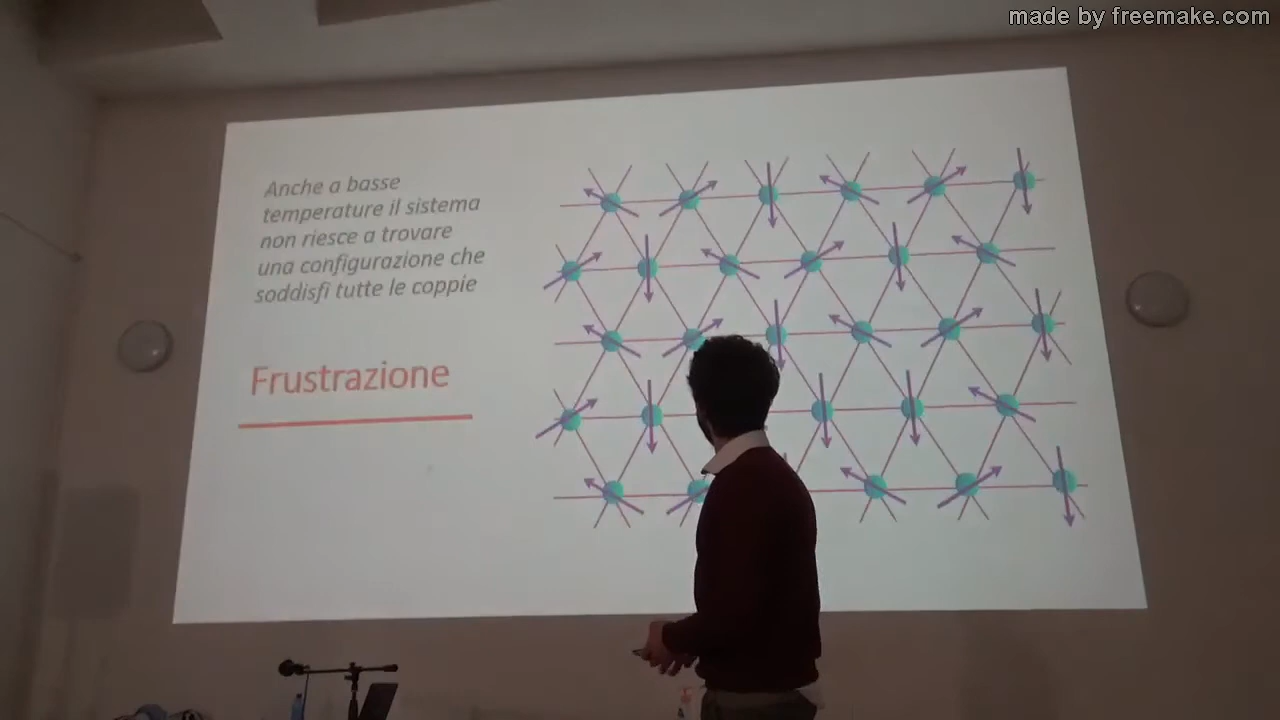 made by freemake.com
Anche a basse
temperature il sistema
non riesce a trovare
una configurazione che
soddisfi tutte le coppie
Frustrazione